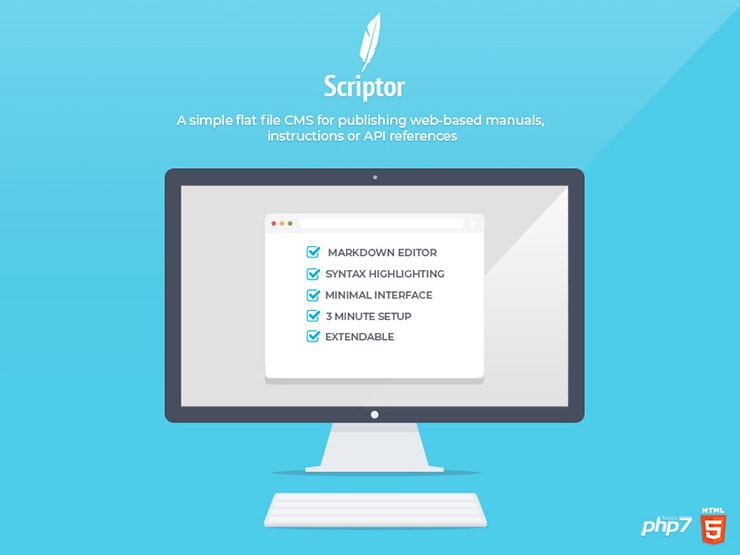 Scriptor
A simple flat file CMS for publishing web-based manuals,
instructions or API references
MARKDOWN EDITOR
SYNTAX HIGHLIGHTING
MINIMAL INTERFACE
3 MINUTE SETUP
EXTENDABLE
php7
HTML
5